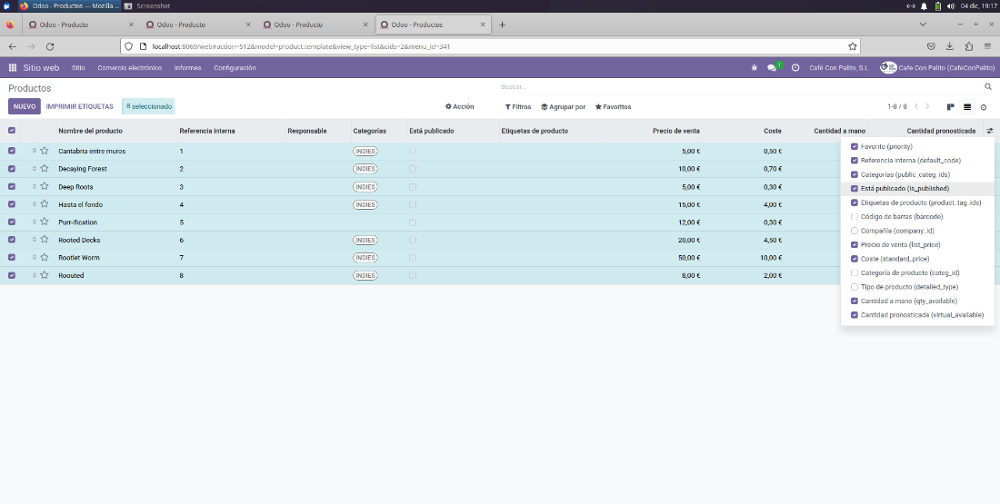 Odoo - Productos — Mozilla ... Screenshot 04 dic, 19:17
Odoo - Producto × Odoo - Producto × Odoo - Productos × Odoo - Productos × +
localhost:8069/web#action=512&model=product.template&view_type=list&cids=2&menu_id=341
Sitio web Sitio Comercio electrónico Informes Configuración 1 Café Con Palito, S.L. Cafe Con Palito (CafeConPalito)
Productos Buscar...
NUEVO IMPRIMIR ETIQUETAS 8 seleccionado Acción Filtros Agrupar por Favoritos 1-8 / 8
Nombre del producto Referencia interna Responsable Categorías Está publicado Etiquetas de producto Precio de venta Coste Cantidad a mano Cantidad pronosticada
Cantabria entre muros 1 INDIES 5,00 € 0,50 €
Decaying Forest 2 INDIES 10,00 € 0,70 €
Deep Roots 3 INDIES 5,00 € 0,30 €
Hasta el fondo 4 INDIES 15,00 € 4,00 €
Purr-ification 5 12,00 € 0,30 €
Rooted Decks 6 INDIES 20,00 € 4,50 €
Rootlet Worm 7 INDIES 50,00 € 10,00 €
Roouted 8 INDIES 8,00 € 2,00 €
Favorito (priority)
Referencia interna (default_code)
Categorías (public_categ_ids)
Está publicado (is_published)
Etiquetas de producto (product_tag_ids)
Código de barras (barcode)
Compañía (company_id)
Precio de venta (list_price)
Coste (standard_price)
Categoría de producto (categ_id)
Tipo de producto (detailed_type)
Cantidad a mano (qty_available)
Cantidad pronosticada (virtual_available)